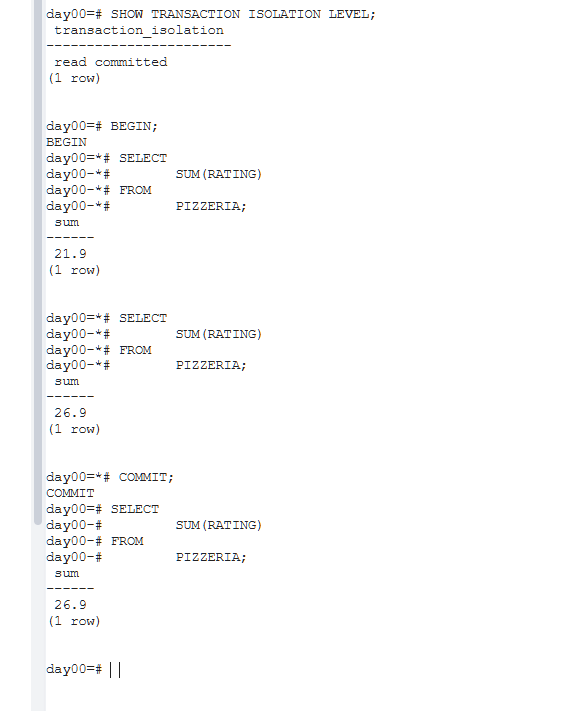 day00=# SHOW TRANSACTION ISOLATION LEVEL;
 transaction_isolation
-----------------------
 read committed
(1 row)
day00=# BEGIN;
BEGIN
day00=*# SELECT
day00-*#        SUM(RATING)
day00-*# FROM
day00-*#        PIZZERIA;
 sum
------
 21.9
(1 row)
day00=*# SELECT
day00-*#        SUM(RATING)
day00-*# FROM
day00-*#        PIZZERIA;
 sum
------
 26.9
(1 row)
day00=*# COMMIT;
COMMIT
day00=# SELECT
day00-#         SUM(RATING)
day00-# FROM
day00-#         PIZZERIA;
 sum
------
 26.9
(1 row)
day00=#